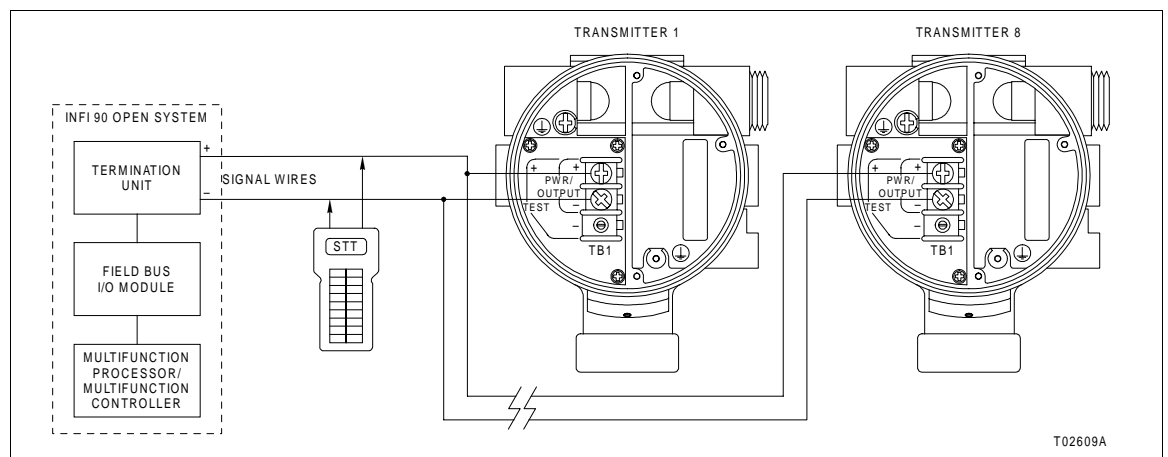 TRANSMITTER 1
TRANSMITTER 8
INFI 90 OPEN SYSTEM
TERMINATION
UNIT
+
−
SIGNAL WIRES
FIELD BUS
I/O MODULE
MULTIFUNCTION
PROCESSOR/
MULTIFUNCTION
CONTROLLER
STT
+
+
PWR/
OUTPUT
TEST
−
−
TB1
+
+
PWR/
OUTPUT
TEST
−
−
TB1
T02609A